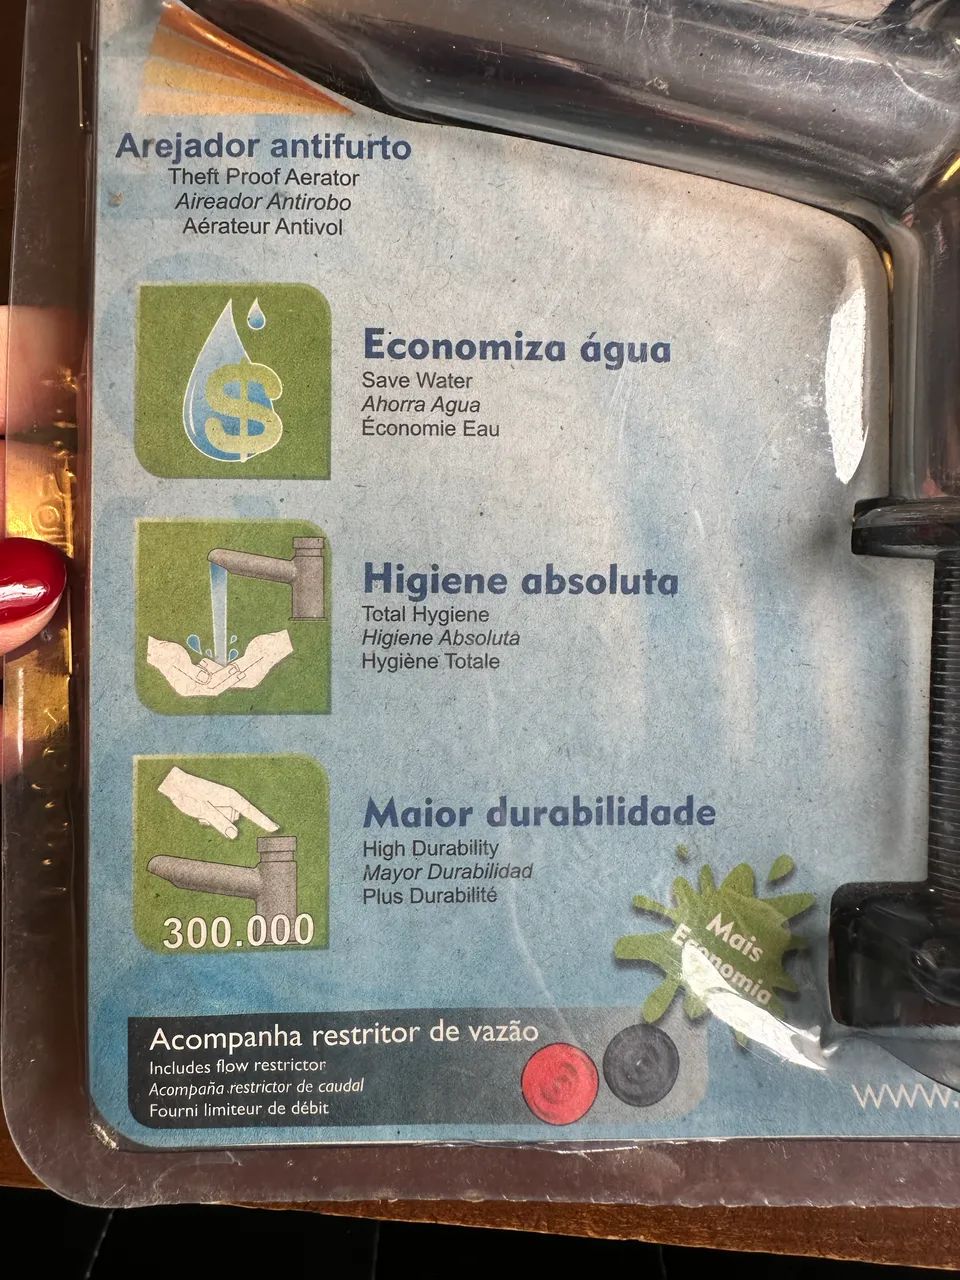 Arejador antifurto
Theft Proof Aerator
Aireador Antirobo
Aérateur Antivol
Economiza água
Save Water
Ahorra Agua
Économie Eau
Higiene absoluta
Total Hygiene
Higiene Absoluta
Hygiène Totale
Maior durabilidade
High Durability
Mayor Durabilidad
Plus Durabilité
300.000
Mais
Economia
Acompanha restritor de vazão
Includes flow restrictor
Acompaña restrictor de caudal
Fourni limiteur de débit
www.